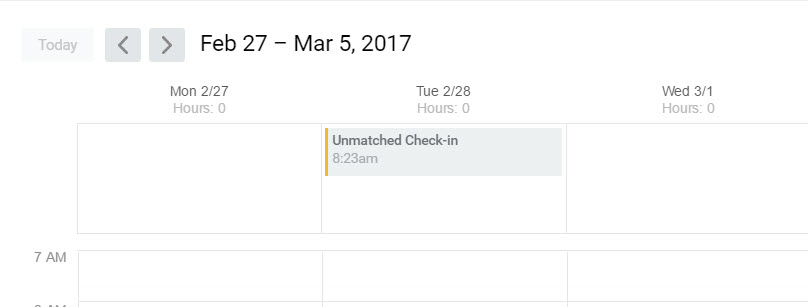 Today
Feb 27 – Mar 5, 2017
Mon 2/27
Hours: 0
Tue 2/28
Hours: 0
Wed 3/1
Hours: 0
Unmatched Check-in
8:23am
7 AM